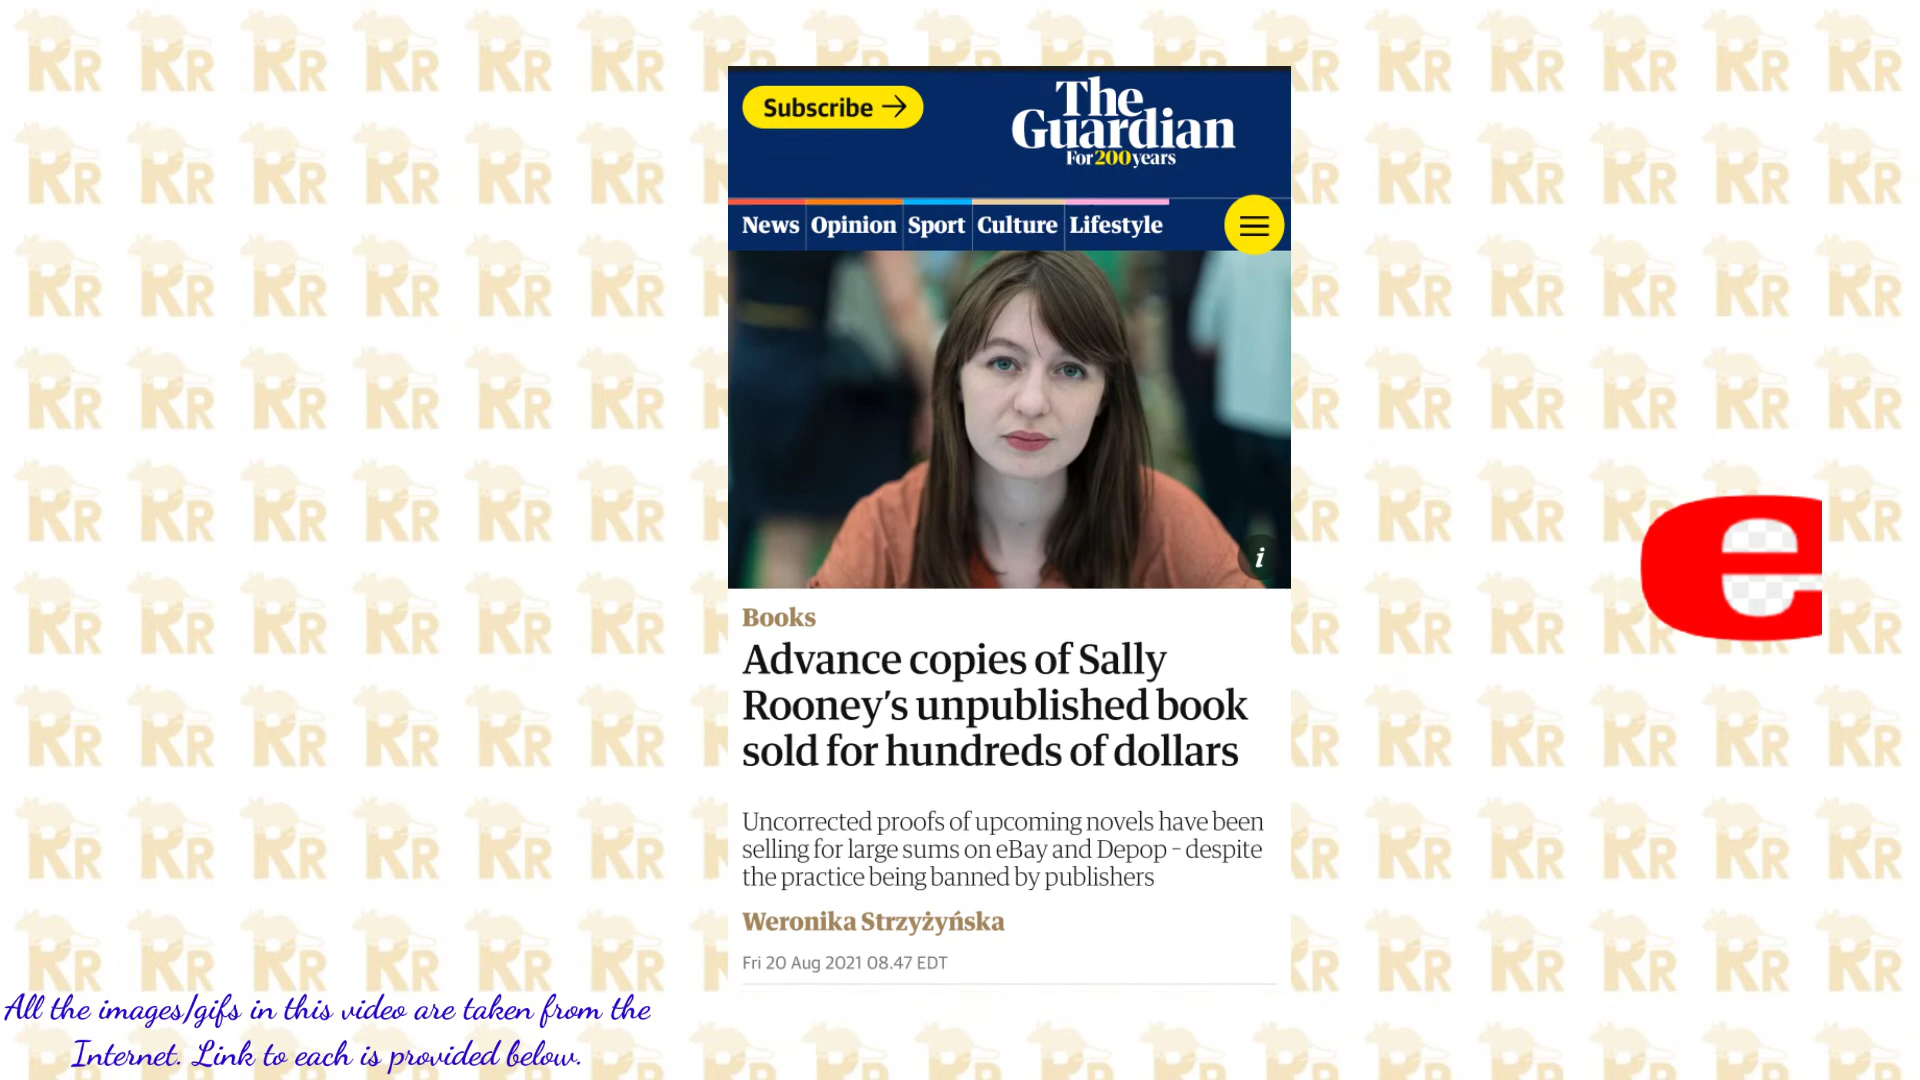 Subscribe →
The
Guardian
For 200 years
News Opinion Sport Culture Lifestyle
i
Books
Advance copies of Sally
Rooney's unpublished book
sold for hundreds of dollars
Uncorrected proofs of upcoming novels have been
selling for large sums on eBay and Depop – despite
the practice being banned by publishers
Weronika Strzyżyńska
Fri 20 Aug 2021 08.47 EDT
e
All the images/gifs in this video are taken from the
Internet. Link to each is provided below.
RR